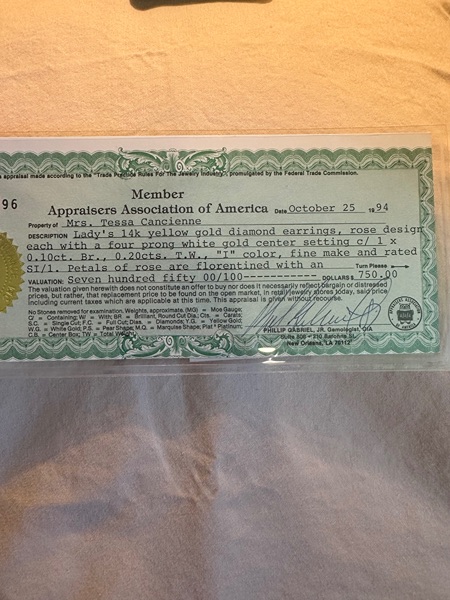 s appraisal made according to the "Trade Practice Rules For The Jewelry Industry", promulgated by the Federal Trade Commission.
96
Member
Appraisers Association of America Date October 25 1994
Property of Mrs. Tessa Cancienne
DESCRIPTION Lady's 14k yellow gold diamond earrings, rose design
each with a four prong white gold center setting c/ 1 x
0.10ct. Br., 0.20cts. T.W., "I" color, fine make and rated
SI/1. Petals of rose are florentined with an Turn Please
VALUATION: Seven hundred fifty 00/100---------- DOLLARS $ 750.00
The valuation given herewith does not constitute an offer to buy nor does it necessarily reflect bargain or distressed
prices, but rather, that replacement price to be found on the open market, in retail jewelry stores today, said price
including current taxes which are applicable at this time. This appraisal is given without recourse.
No Stones removed for examination. Weights, approximate, (MG) = Moe Gauge;
C/ = Containing; W/ = With; BR = Brilliant, Round Cut Dia.; Cts. = Carats;
S.C. = Single Cut; F.C. = Full Cut; Dia. = Diamonds; Y.G. = Yellow Gold;
W.G. = White Gold; P.S. = Pear Shape; M.Q. = Marquise Shape; Plat = Platinum;
C.B. = Center Box; TW = Total Weight
PHILLIP GABRIEL, JR. Gemologist, GIA
New Orleans, LA 70112